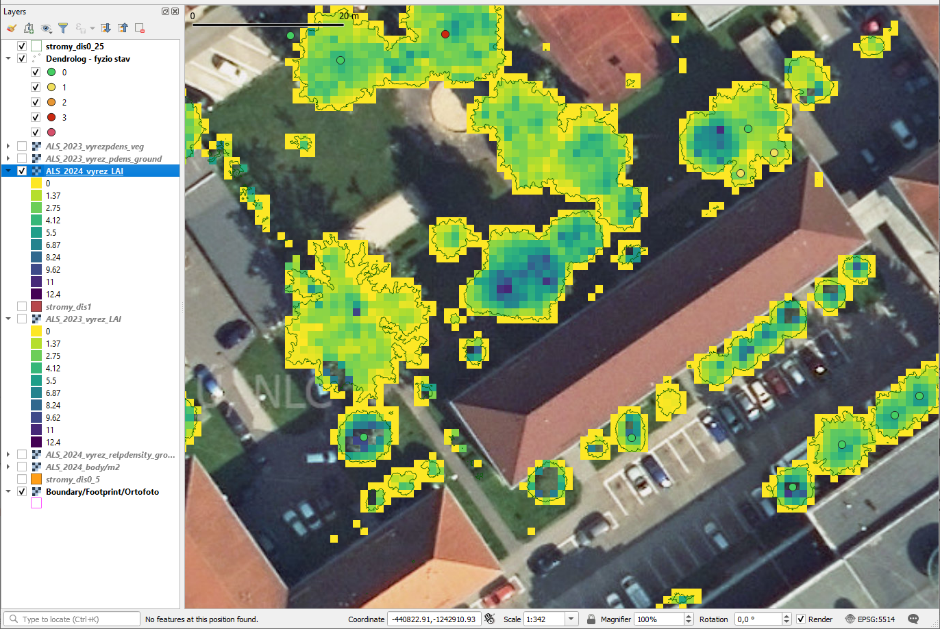 Layers
stromy_dis0_25
Dendrolog - fyzio stav
0
1
2
3
ALS_2023_vyrezpdens_veg
ALS_2023_vyrez_pdens_ground
ALS_2024_vyrez_LAI
0
1.37
2.75
4.12
5.5
6.87
8.24
9.62
11
12.4
stromy_dis1
ALS_2023_vyrez_LAI
0
1.37
2.75
4.12
5.5
6.87
8.24
9.62
11
12.4
ALS_2024_vyrez_relpdensity_gro...
ALS_2024_body/m2
stromy_dis0_5
Boundary/Footprint/Ortofoto
0 20 m
Type to locate (Ctrl+K)
No features at this position found.
Coordinate -440822.91,-1242910.93
Scale 1:342
Magnifier 100%
Rotation 0,0 °
Render
EPSG:5514